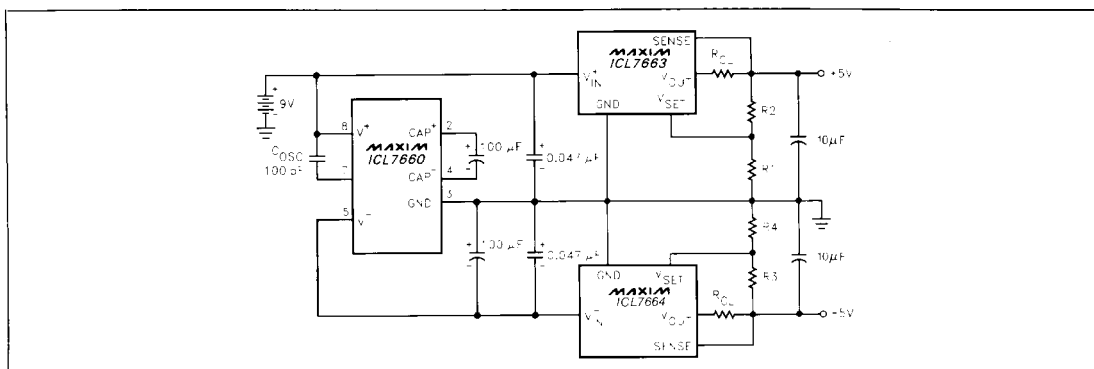 SENSE
MAXIM
ICL7663
V+IN
VOUT
RCL
+5V
GND
VSET
R2
+
9V
-
8 V+
CAP+ 2
MAXIM
ICL7660
+
100 µF
-
+
0.047 µF
-
10µF
COSC
100 pF
7
CAP- 4
R1
GND 3
5 V-
+
100 µF
-
+
0.047 µF
-
R4
GND
VSET
R3
10µF
MAXIM
ICL7664
V-IN
VOUT
RCL
-5V
SENSE